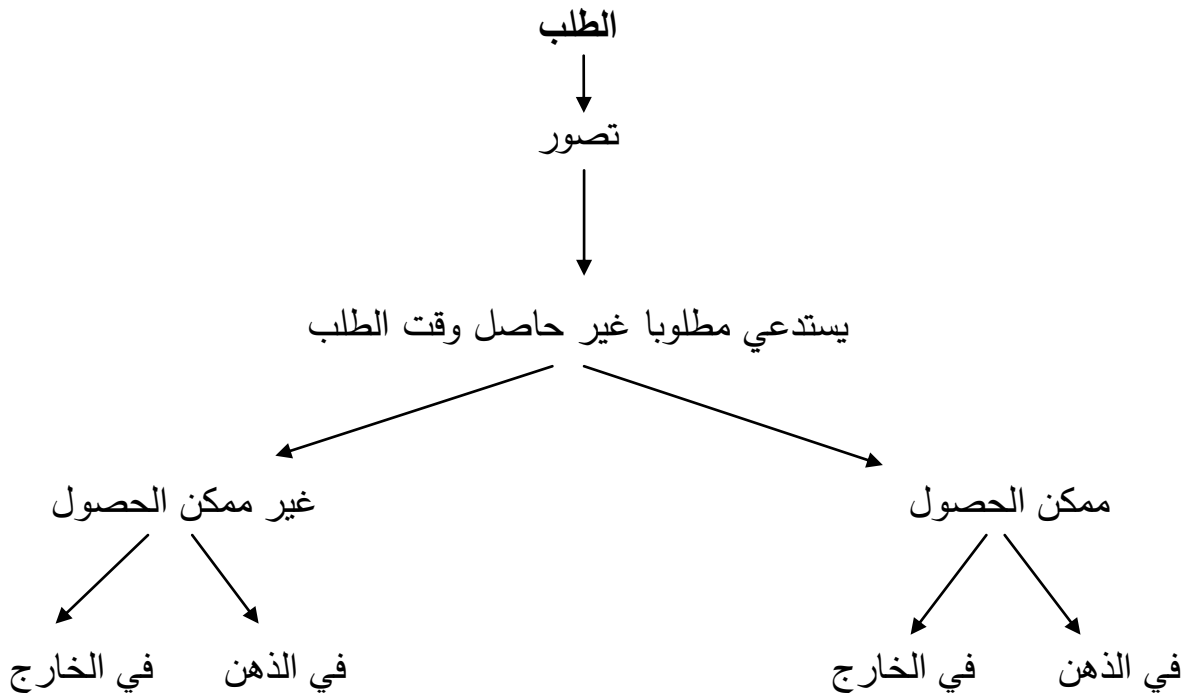 الطلب
تصور
يستدعي مطلوبا غير حاصل وقت الطلب
ممكن الحصول
غير ممكن الحصول
في الذهن
في الخارج
في الذهن
في الخارج